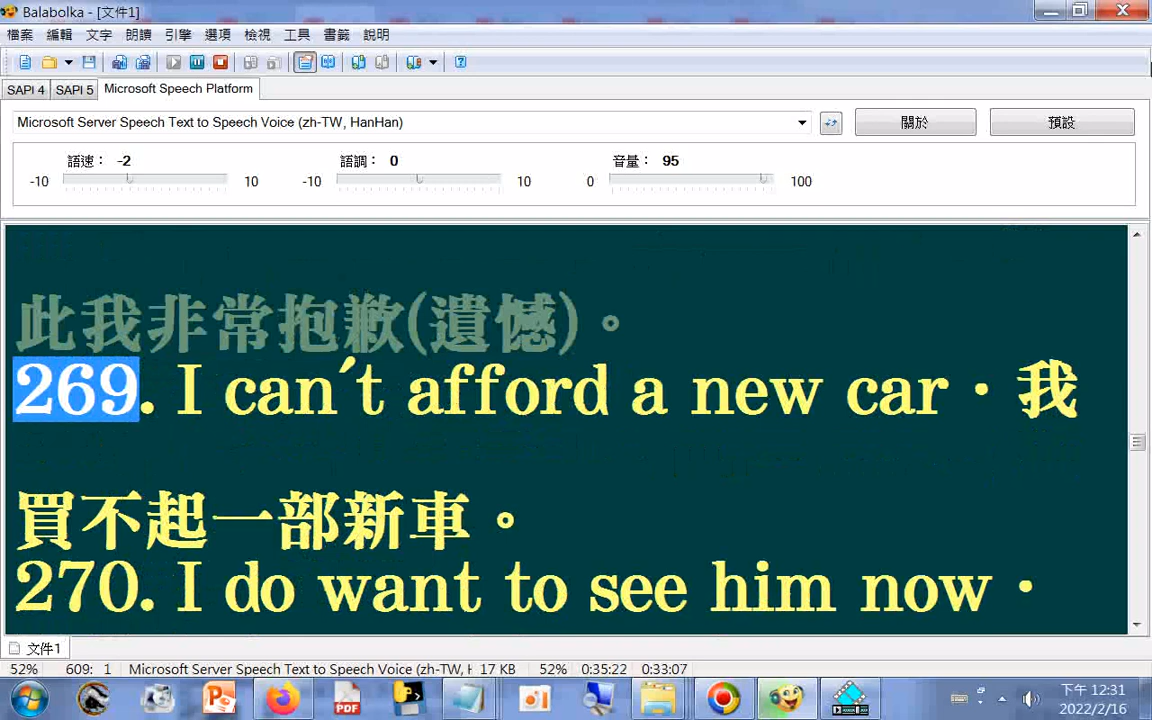 Balabolka - [文件1]
檔案 編輯 文字 朗讀 引擎 選項 檢視 工具 書籤 說明
SAPI 4 SAPI 5 Microsoft Speech Platform
Microsoft Server Speech Text to Speech Voice (zh-TW, HanHan) 關於 預設
語速： -2 語調： 0 音量： 95
-10 10 -10 10 0 100
此我非常抱歉(遺憾)。
269. I can't afford a new car．我
買不起一部新車。
270. I do want to see him now．
文件1
52% 609: 1 Microsoft Server Speech Text to Speech Voice (zh-TW, H 17 KB 52% 0:35:22 0:33:07
PDF
下午 12:31
2022/2/16